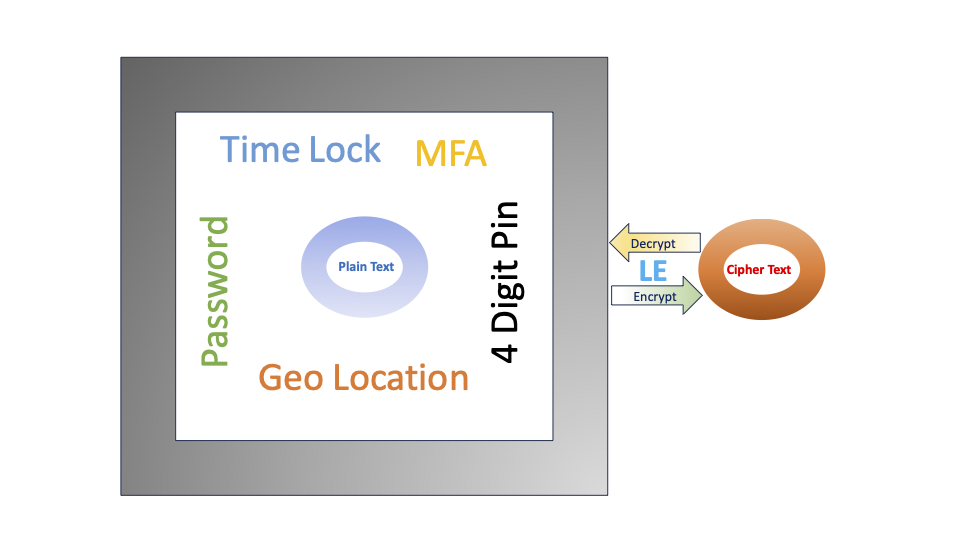 Time Lock
MFA
Password
Plain Text
4 Digit Pin
Geo Location
Decrypt
LE
Encrypt
Cipher Text